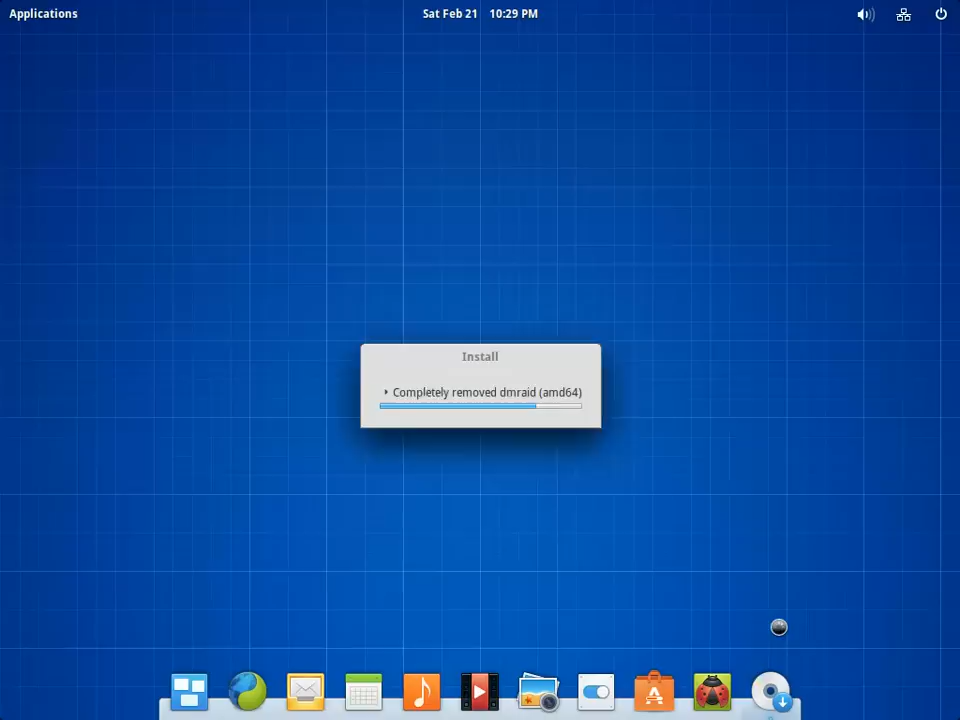 Applications
Sat Feb 21 10:29 PM
Install
Completely removed dmraid (amd64)